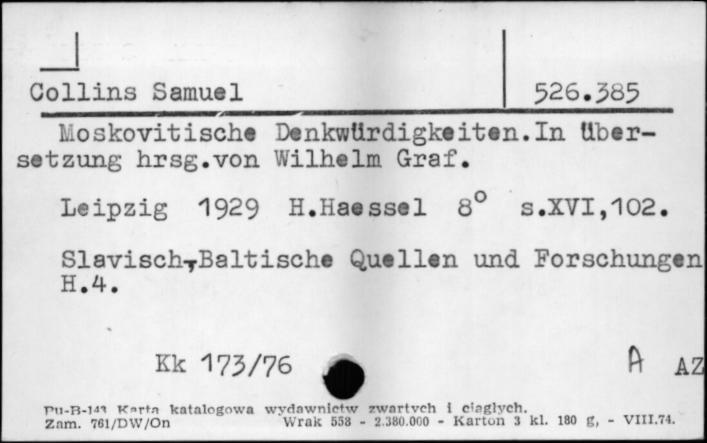 Collins Samuel 526.385
Moskovitische Denkwürdigkeiten.In Über-
setzung hrsg.von Wilhelm Graf.
Leipzig 1929 H.Haessel 8° s.XVI,102.
Slavisch-Baltische Quellen und Forschungen
H.4.
Kk 173/76 A AZ
Pu-B-143 Karta katalogowa wydawnictw zwartych i ciągłych.
Zam. 761/DW/On Wrak 558 - 2.380.000 - Karton 3 kl. 180 g, - VIII.74.